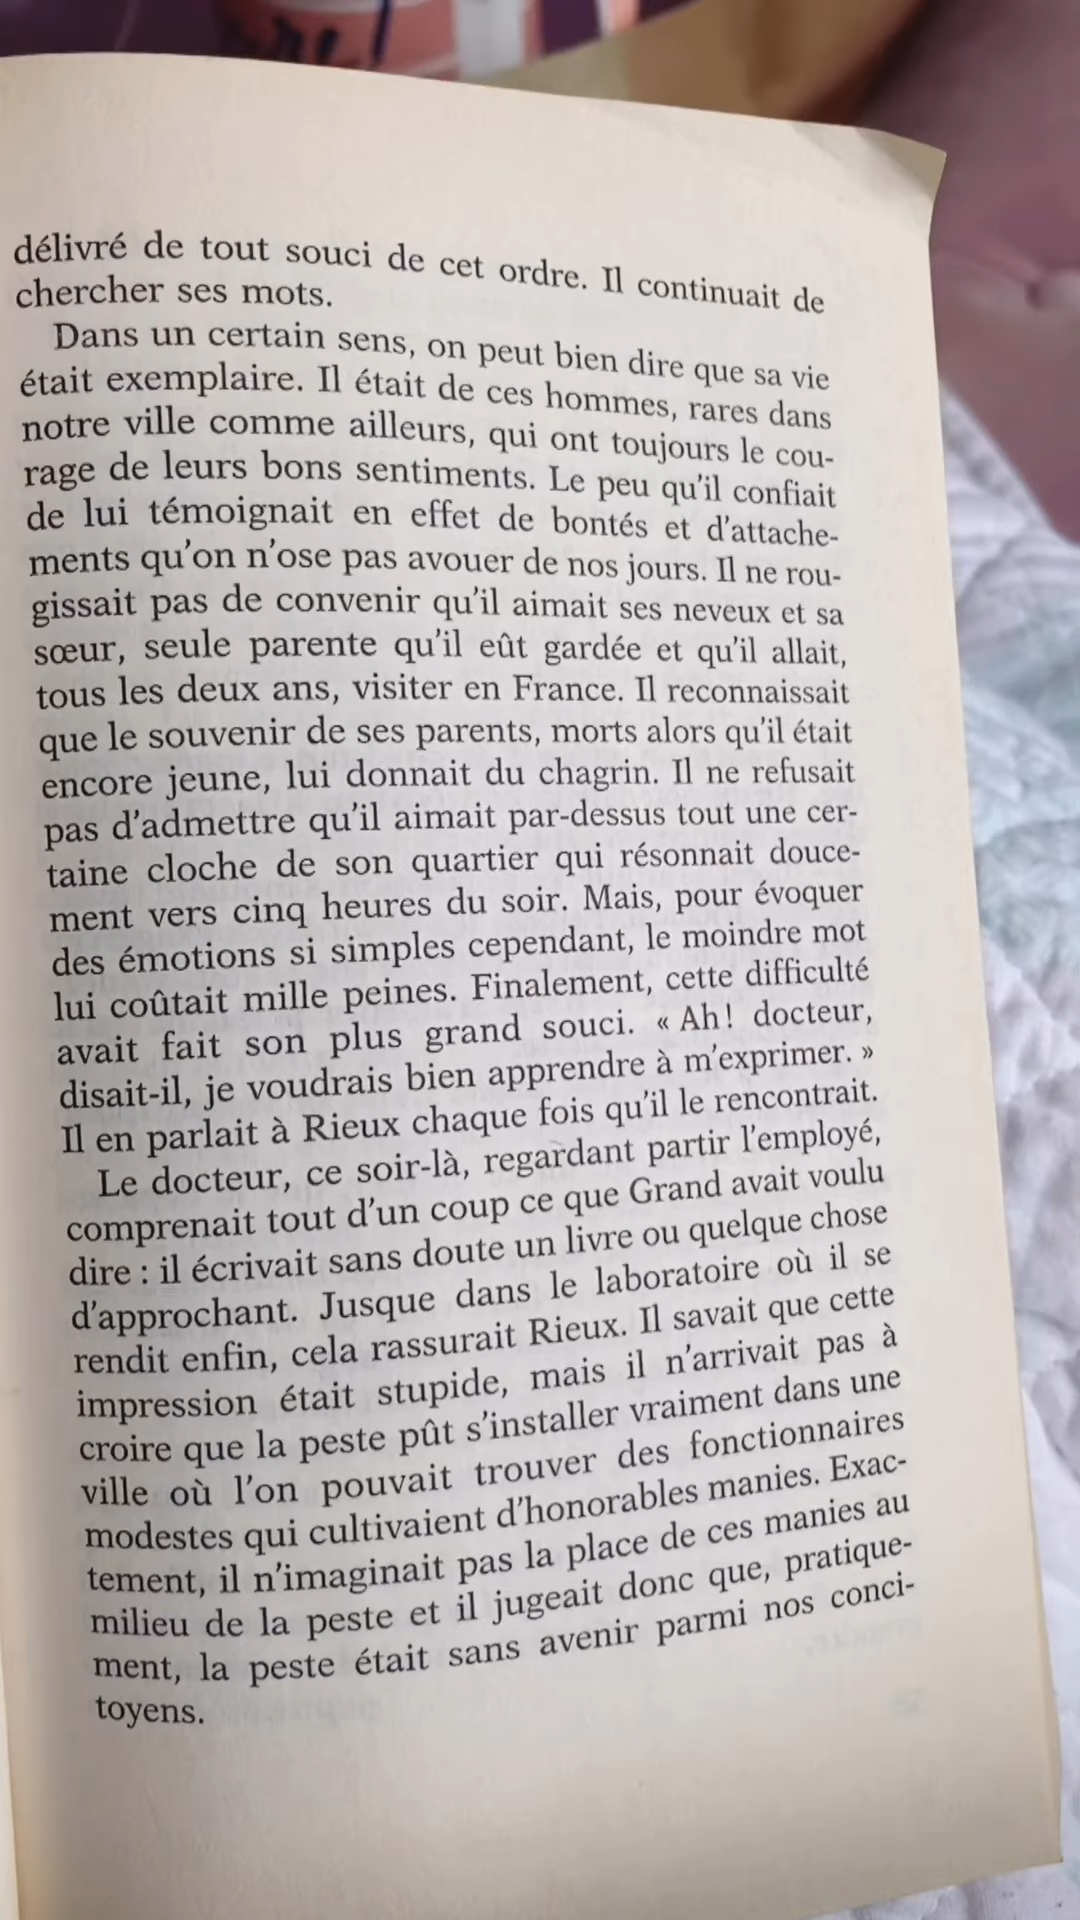 délivré de tout souci de cet ordre. Il continuait de
chercher ses mots.
Dans un certain sens, on peut bien dire que sa vie
était exemplaire. Il était de ces hommes, rares dans
notre ville comme ailleurs, qui ont toujours le cou-
rage de leurs bons sentiments. Le peu qu'il confiait
de lui témoignait en effet de bontés et d'attache-
ments qu'on n'ose pas avouer de nos jours. Il ne rou-
gissait pas de convenir qu'il aimait ses neveux et sa
sœur, seule parente qu'il eût gardée et qu'il allait,
tous les deux ans, visiter en France. Il reconnaissait
que le souvenir de ses parents, morts alors qu'il était
encore jeune, lui donnait du chagrin. Il ne refusait
pas d'admettre qu'il aimait par-dessus tout une cer-
taine cloche de son quartier qui résonnait douce-
ment vers cinq heures du soir. Mais, pour évoquer
des émotions si simples cependant, le moindre mot
lui coûtait mille peines. Finalement, cette difficulté
avait fait son plus grand souci. « Ah! docteur,
disait-il, je voudrais bien apprendre à m'exprimer. »
Il en parlait à Rieux chaque fois qu'il le rencontrait.
Le docteur, ce soir-là, regardant partir l'employé,
comprenait tout d'un coup ce que Grand avait voulu
dire : il écrivait sans doute un livre ou quelque chose
d'approchant. Jusque dans le laboratoire où il se
rendit enfin, cela rassurait Rieux. Il savait que cette
impression était stupide, mais il n'arrivait pas à
croire que la peste pût s'installer vraiment dans une
ville où l'on pouvait trouver des fonctionnaires
modestes qui cultivaient d'honorables manies. Exac-
tement, il n'imaginait pas la place de ces manies au
milieu de la peste et il jugeait donc que, pratique-
ment, la peste était sans avenir parmi nos conci-
toyens.